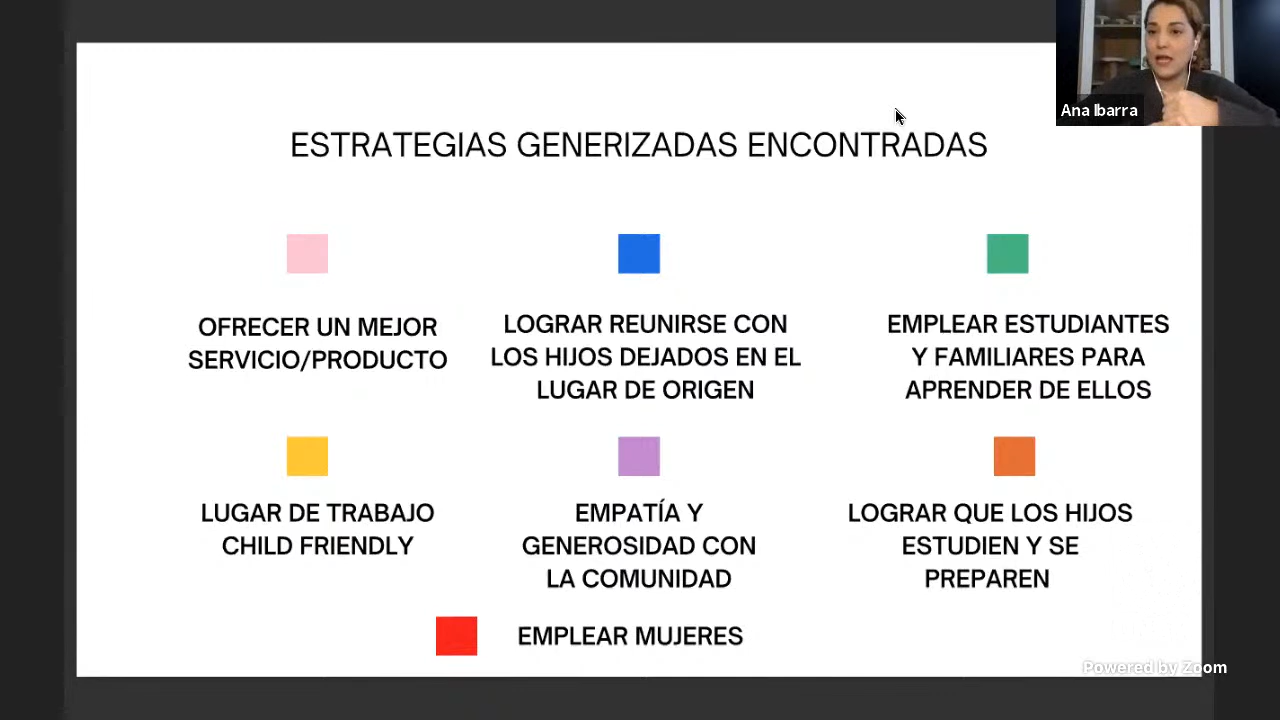 Ana Ibarra
ESTRATEGIAS GENERIZADAS ENCONTRADAS
OFRECER UN MEJOR
SERVICIO/PRODUCTO
LOGRAR REUNIRSE CON
LOS HIJOS DEJADOS EN EL
LUGAR DE ORIGEN
EMPLEAR ESTUDIANTES
Y FAMILIARES PARA
APRENDER DE ELLOS
LUGAR DE TRABAJO
CHILD FRIENDLY
EMPATÍA Y
GENEROSIDAD CON
LA COMUNIDAD
LOGRAR QUE LOS HIJOS
ESTUDIEN Y SE
PREPAREN
EMPLEAR MUJERES
Powered by Zoom